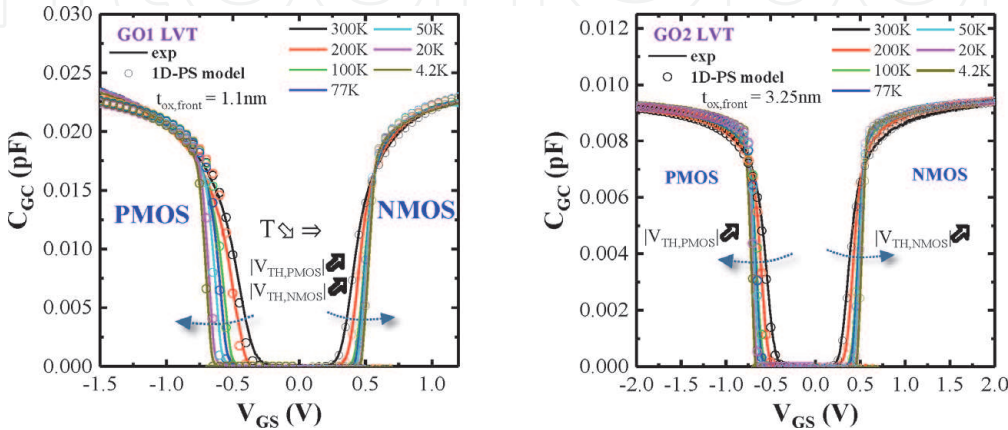 GO1 LVT
exp
1D-PS model
t_ox,front = 1.1nm
300K
200K
100K
77K
50K
20K
4.2K
PMOS
NMOS
T↘ ⇒
|V_TH,PMOS|
|V_TH,NMOS|
C_GC (pF)
0.030
0.025
0.020
0.015
0.010
0.005
0.000
-1.5 -1.0 -0.5 0.0 0.5 1.0
V_GS (V)
GO2 LVT
exp
1D-PS model
t_ox,front = 3.25nm
300K
200K
100K
77K
50K
20K
4.2K
PMOS
NMOS
|V_TH,PMOS|
|V_TH,NMOS|
C_GC (pF)
0.012
0.010
0.008
0.006
0.004
0.002
0.000
-2.0 -1.5 -1.0 -0.5 0.0 0.5 1.0 1.5 2.0
V_GS (V)